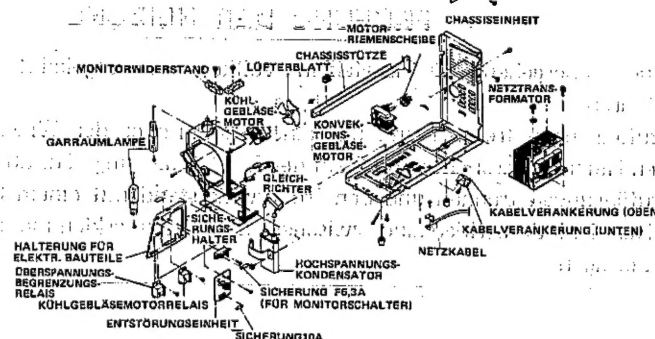 CHASSISEINHEIT
MOTOR-
RIEMENSCHEIBE
CHASSISSTÜTZE
MONITORWIDERSTAND
LÜFTERBLATT
KÜHL-
GEBLÄSE
MOTOR
NETZTRANS-
FORMATOR
KONVEK-
TIONS-
GEBLÄSE-
MOTOR
GARRAUMLAMPE
GLEICH-
RICHTER
SICHE-
RUNGS-
HALTER
KABELVERANKERUNG (OBEN
KABELVERANKERUNG (UNTEN)
NETZKABEL
HALTERUNG FÜR
ELEKTR. BAUTEILE
HOCHSPANNUNGS-
KONDENSATOR
ÜBERSPANNUNGS-
BEGRENZUNGS-
RELAIS
KÜHLGEBLÄSEMOTORRELAIS
SICHERUNG F6,3A
(FÜR MONITORSCHALTER)
ENTSTÖRUNGSEINHEIT
SICHERUNG10A